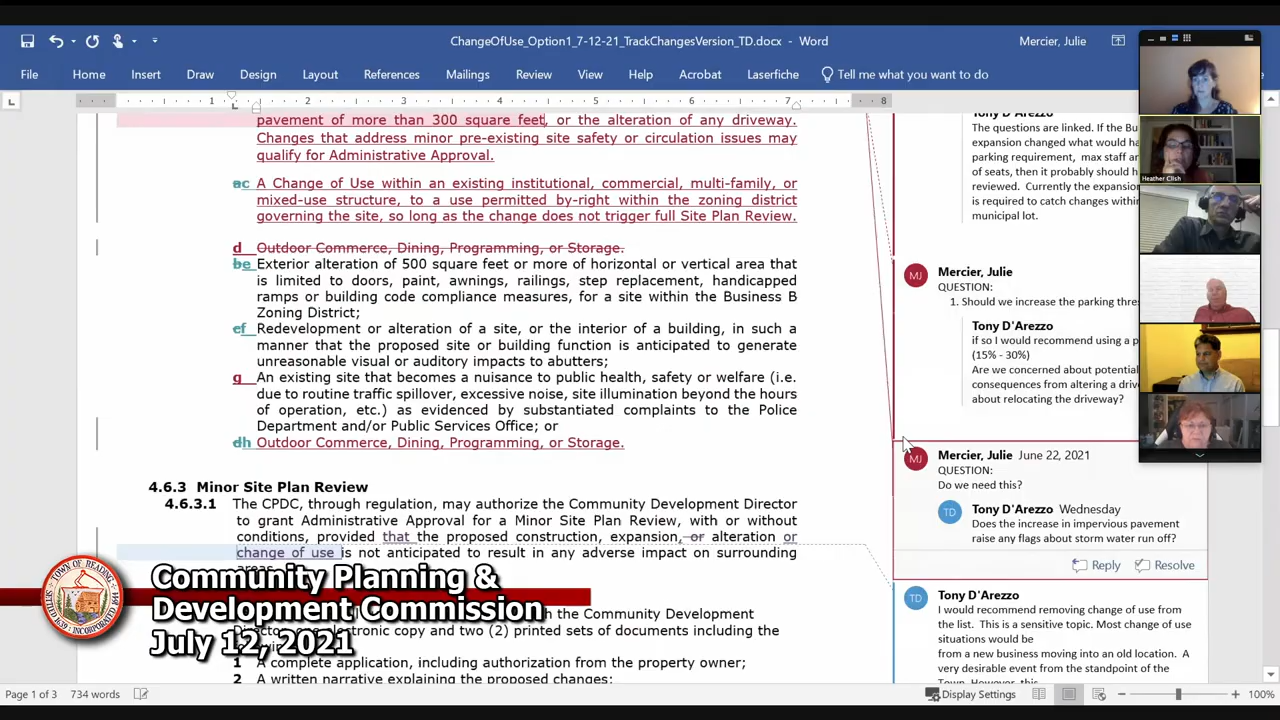 ChangeOfUse_Option1_7-12-21_TrackChangesVersion_TD.docx - Word
Mercier, Julie
File Home Insert Draw Design Layout References Mailings Review View Help Acrobat Laserfiche Tell me what you want to do
1 2 3 4 5 6 7 8
pavement of more than 300 square feet, or the alteration of any driveway.
Changes that address minor pre-existing site safety or circulation issues may
qualify for Administrative Approval.
ac A Change of Use within an existing institutional, commercial, multi-family, or
mixed-use structure, to a use permitted by-right within the zoning district
governing the site, so long as the change does not trigger full Site Plan Review.
d Outdoor Commerce, Dining, Programming, or Storage.
be Exterior alteration of 500 square feet or more of horizontal or vertical area that
is limited to doors, paint, awnings, railings, step replacement, handicapped
ramps or building code compliance measures, for a site within the Business B
Zoning District;
cf Redevelopment or alteration of a site, or the interior of a building, in such a
manner that the proposed site or building function is anticipated to generate
unreasonable visual or auditory impacts to abutters;
g An existing site that becomes a nuisance to public health, safety or welfare (i.e.
due to routine traffic spillover, excessive noise, site illumination beyond the hours
of operation, etc.) as evidenced by substantiated complaints to the Police
Department and/or Public Services Office; or
dh Outdoor Commerce, Dining, Programming, or Storage.
4.6.3 Minor Site Plan Review
4.6.3.1 The CPDC, through regulation, may authorize the Community Development Director
to grant Administrative Approval for a Minor Site Plan Review, with or without
conditions, provided that the proposed construction, expansion, or alteration or
change of use is not anticipated to result in any adverse impact on surrounding
the Community Development
electronic copy and two (2) printed sets of documents including the
1 A complete application, including authorization from the property owner;
2 A written narrative explaining the proposed changes;
Tony D'Arezzo
The questions are linked. If the Bu
expansion changed what would ha
parking requirement, max staff ar
of seats, then it probably should h
reviewed. Currently the expansion
is required to catch changes within
municipal lot.
MJ Mercier, Julie
QUESTION:
1. Should we increase the parking thres
Tony D'Arezzo
if so I would recommend using a p
(15% - 30%)
Are we concerned about potential
consequences from altering a driv
about relocating the driveway?
MJ Mercier, Julie June 22, 2021
QUESTION:
Do we need this?
TD Tony D'Arezzo Wednesday
Does the increase in impervious pavement
raise any flags about storm water run off?
Reply Resolve
TD Tony D'Arezzo
I would recommend removing change of use from
the list. This is a sensitive topic. Most change of use
situations would be
from a new business moving into an old location. A
very desirable event from the standpoint of the
Town. However, this
Heather Clish
TOWN OF READING
Community Planning &
Development Commission
July 12, 2021
Page 1 of 3 734 words
Display Settings
100%